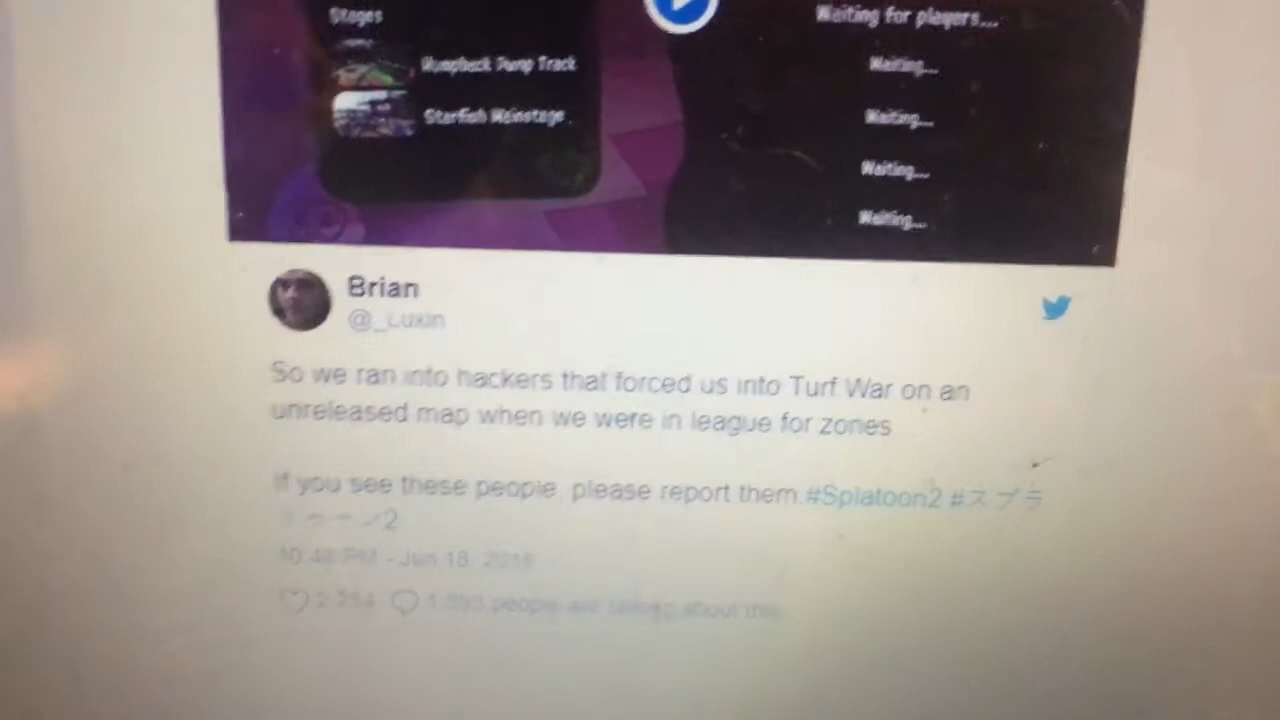 Stages
Waiting for players...
Humpback Pump Track
Waiting...
Starfish Mainstage
Waiting...
Waiting...
Waiting...
Brian
@_Luxin
So we ran into hackers that forced us into Turf War on an
unreleased map when we were in league for zones
If you see these people, please report them #Splatoon2 #スプラ
トゥーン2
10:48 PM - Jun 18, 2018
people are talking about this